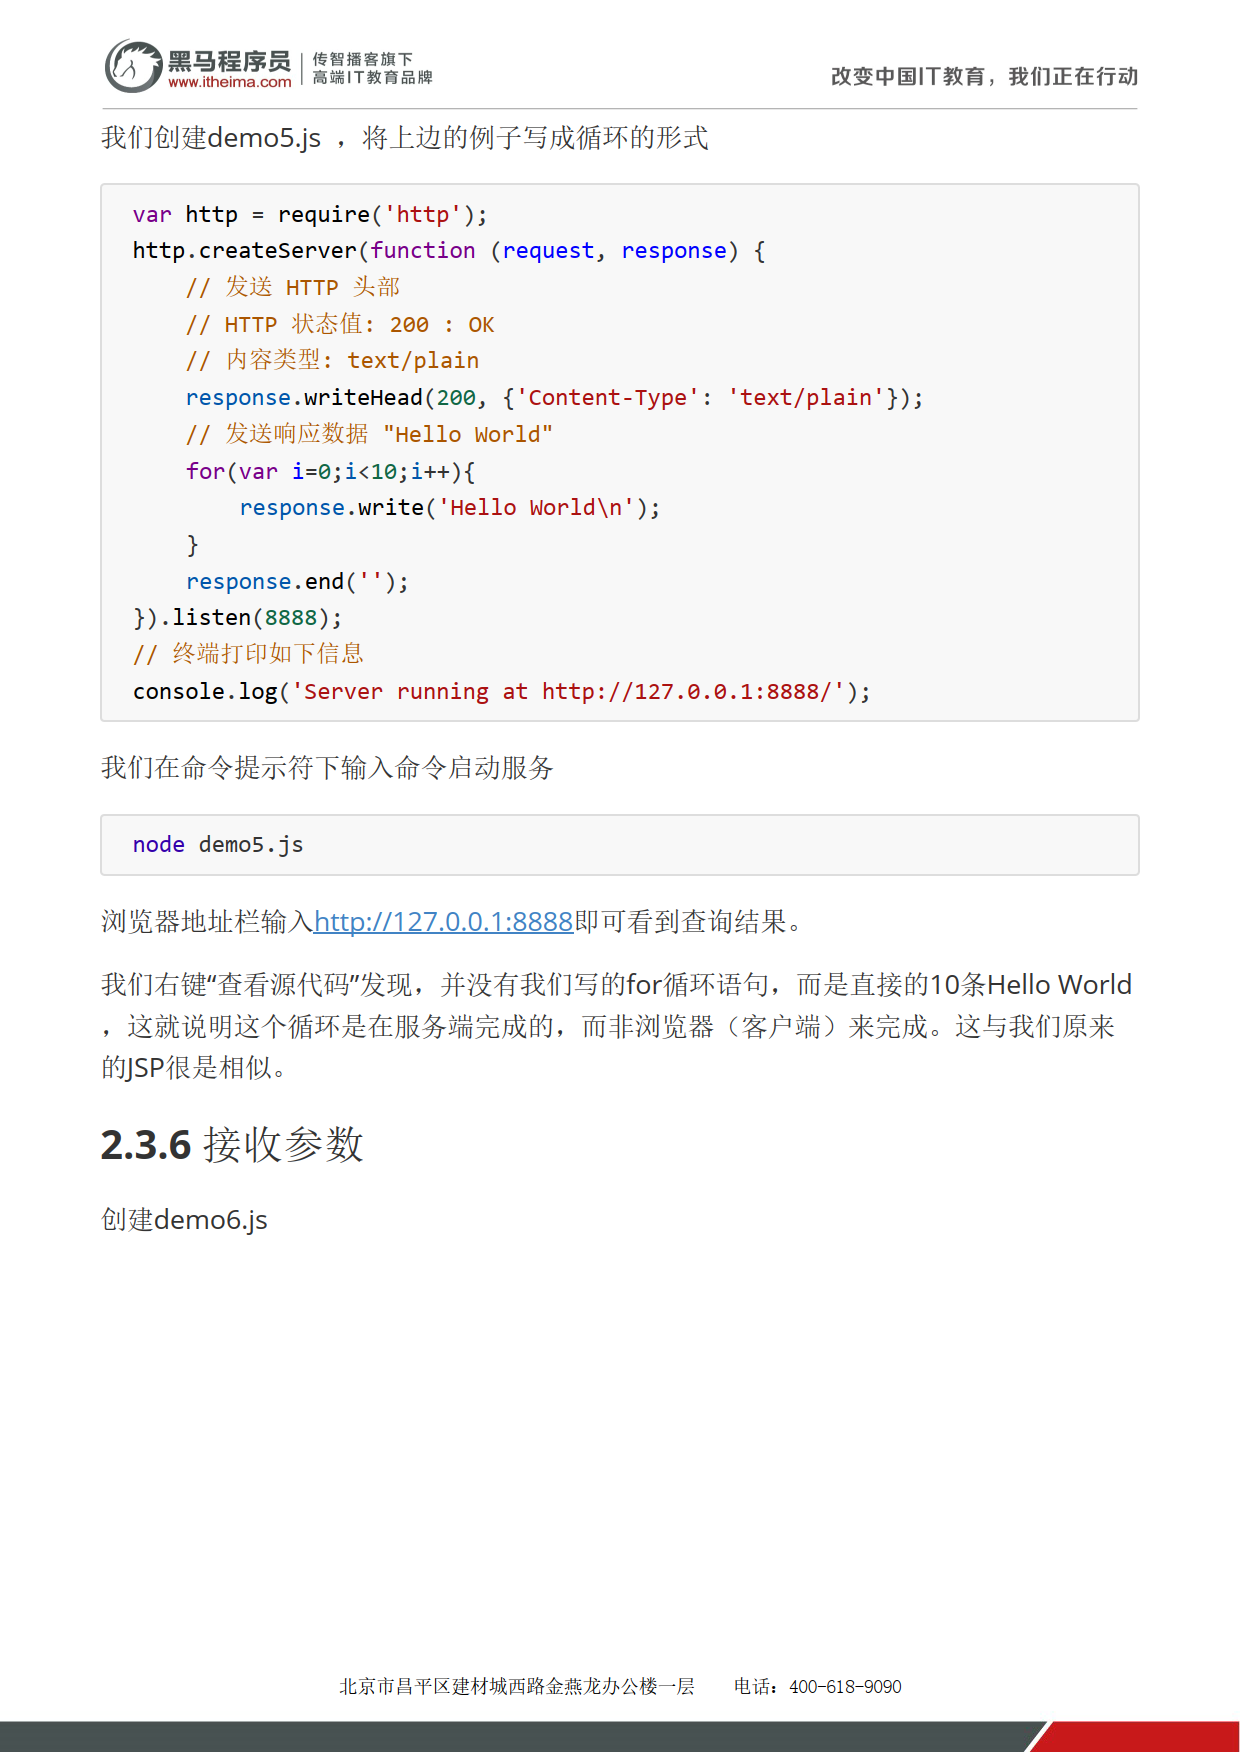 黑马程序员
www.itheima.com
传智播客旗下
高端IT教育品牌
改变中国IT教育，我们正在行动
我们创建demo5.js ，将上边的例子写成循环的形式
var http = require('http');
http.createServer(function (request, response) {
    // 发送 HTTP 头部
    // HTTP 状态值: 200 : OK
    // 内容类型: text/plain
    response.writeHead(200, {'Content-Type': 'text/plain'});
    // 发送响应数据 "Hello World"
    for(var i=0;i<10;i++){
        response.write('Hello World\n');
    }
    response.end('');
}).listen(8888);
// 终端打印如下信息
console.log('Server running at http://127.0.0.1:8888/');
我们在命令提示符下输入命令启动服务
node demo5.js
浏览器地址栏输入http://127.0.0.1:8888即可看到查询结果。
我们右键“查看源代码”发现，并没有我们写的for循环语句，而是直接的10条Hello World
，这就说明这个循环是在服务端完成的，而非浏览器（客户端）来完成。这与我们原来
的JSP很是相似。
2.3.6 接收参数
创建demo6.js
北京市昌平区建材城西路金燕龙办公楼一层 电话：400-618-9090